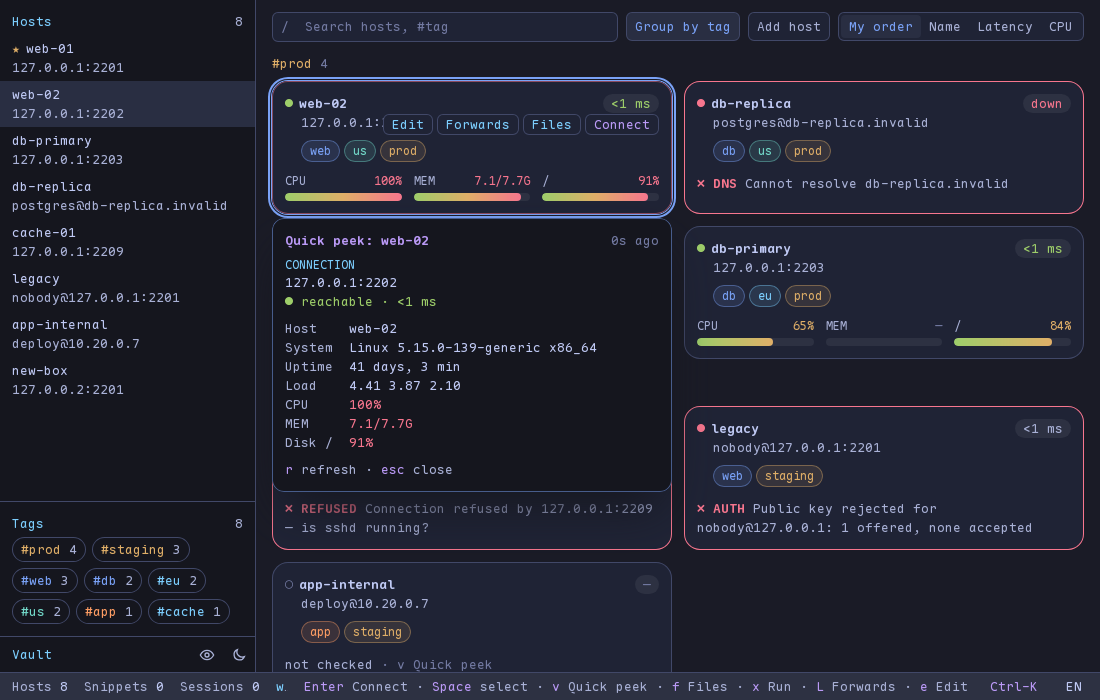 Hosts 8
★ web-01
127.0.0.1:2201
web-02
127.0.0.1:2202
db-primary
127.0.0.1:2203
db-replica
postgres@db-replica.invalid
cache-01
127.0.0.1:2209
legacy
nobody@127.0.0.1:2201
app-internal
deploy@10.20.0.7
new-box
127.0.0.2:2201
Tags 8
#prod 4 #staging 3
#web 3 #db 2 #eu 2
#us 2 #app 1 #cache 1
Vault
/ Search hosts, #tag Group by tag Add host My order Name Latency CPU
#prod 4
web-02 <1 ms
127.0.0.1: Edit Forwards Files Connect
web us prod
CPU 100% MEM 7.1/7.7G / 91%
db-replica down
postgres@db-replica.invalid
db us prod
× DNS Cannot resolve db-replica.invalid
Quick peek: web-02 0s ago
CONNECTION
127.0.0.1:2202
reachable · <1 ms
Host web-02
System Linux 5.15.0-139-generic x86_64
Uptime 41 days, 3 min
Load 4.41 3.87 2.10
CPU 100%
MEM 7.1/7.7G
Disk / 91%
r refresh · esc close
db-primary <1 ms
127.0.0.1:2203
db eu prod
CPU 65% MEM — / 84%
× REFUSED Connection refused by 127.0.0.1:2209
— is sshd running?
legacy <1 ms
nobody@127.0.0.1:2201
web staging
× AUTH Public key rejected for
nobody@127.0.0.1: 1 offered, none accepted
app-internal —
deploy@10.20.0.7
app staging
not checked · v Quick peek
Hosts 8 Snippets 0 Sessions 0 w. Enter Connect · Space select · v Quick peek · f Files · x Run · L Forwards · e Edit Ctrl-K EN